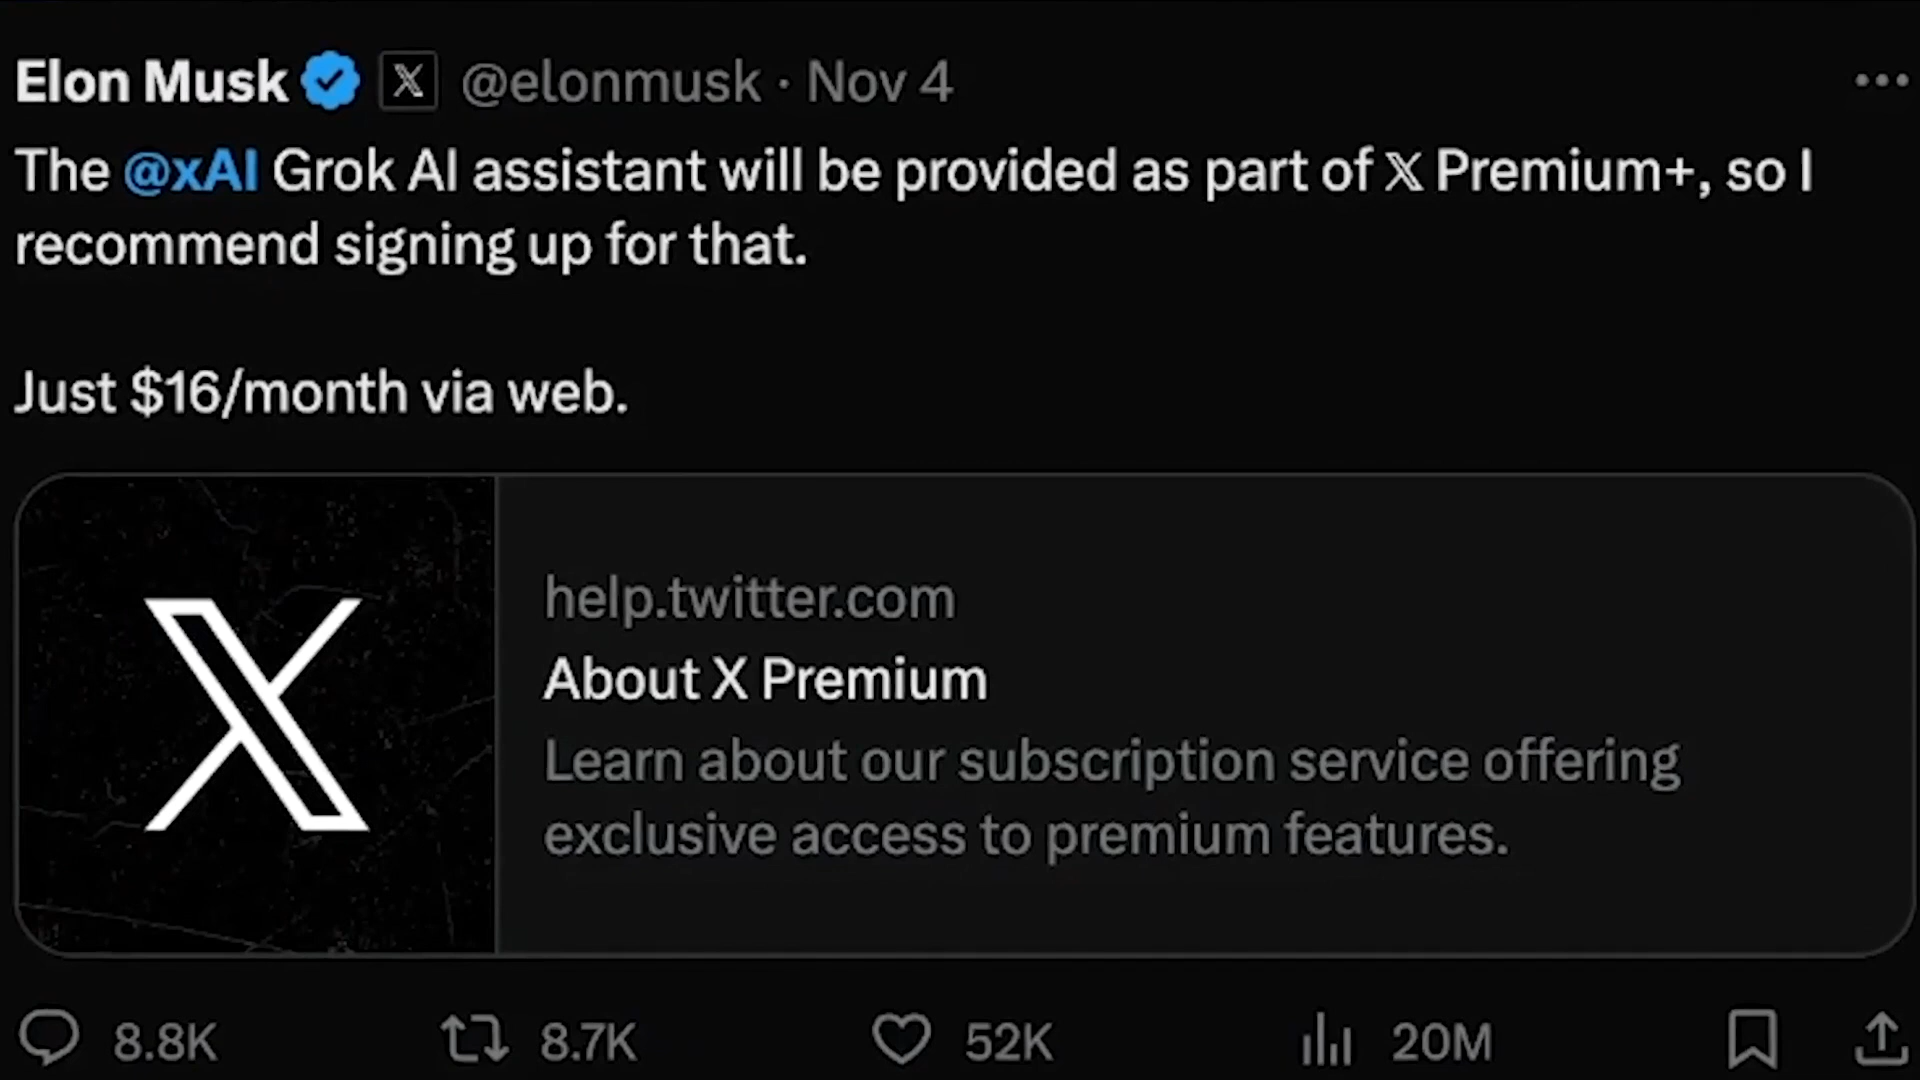 Elon Musk @elonmusk · Nov 4
The @xAI Grok AI assistant will be provided as part of 𝕏 Premium+, so I
recommend signing up for that.
Just $16/month via web.
help.twitter.com
About X Premium
Learn about our subscription service offering
exclusive access to premium features.
8.8K 8.7K 52K 20M